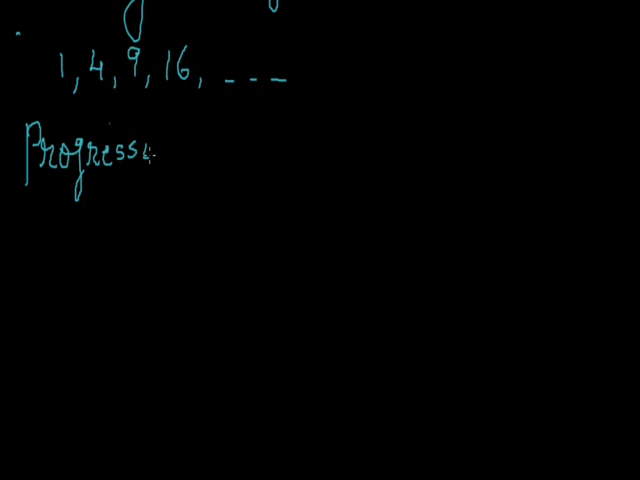 1, 4, 9, 16, - - -
Progress